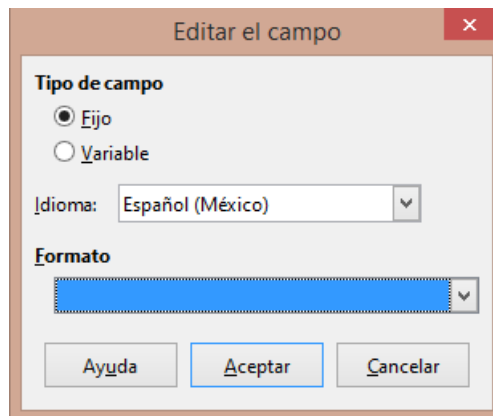 Editar el campo
Tipo de campo
Fijo
Variable
Idioma: Español (México)
Formato
Ayuda Aceptar Cancelar